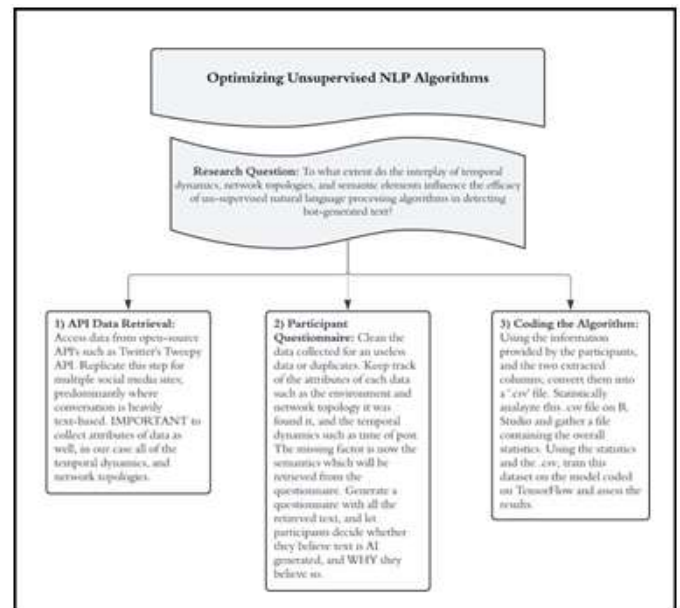 Optimizing Unsupervised NLP Algorithms
Research Question: To what extent do the interplay of temporal
dynamics, network topologies, and semantic elements influence the efficacy
of un-supervised natural language processing algorithms in detecting
bot-generated text?
1) API Data Retrieval:
Access data from open-source
API's such as Twitter's Tweepy
API. Replicate this step for
multiple social media sites,
predominantly where
conversation is heavily
text-based. IMPORTANT to
collect attributes of data as
well, in our case all of the
temporal dynamics, and
network topologies.
2) Participant
Questionnaire: Clean the
data collected for an useless
data or duplicates. Keep track
of the attributes of each data
such as the environment and
network topology it was
found it, and the temporal
dynamics such as time of post.
The missing factor is now the
semantics which will be
retrieved from the
questionnaire. Generate a
questionnaire with all the
retreved text, and let
participants decide whether
they believe text is AI
generated, and WHY they
believe so.
3) Coding the Algorithm:
Using the information
provided by the participants,
and the two extracted
columns, convert them into
a '.csv' file. Statistically
analayze this .csv file on R
Studio and gather a file
containing the overall
statistics. Using the statistics
and the .csv, train this
dataset on the model coded
on TensorFlow and assess the
results.